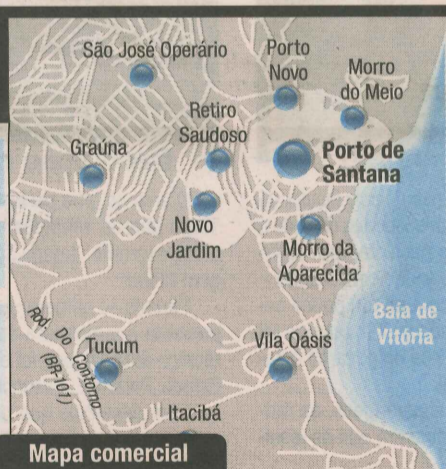 São José Operário
Porto
Novo
Morro
do Meio
Retiro
Saudoso
Graúna
Porto de
Santana
Novo
Jardim
Morro da
Aparecida
Baía de
Vitória
Rod. Do Contorno
(BR-101)
Tucum
Vila Oásis
Itacibá
Mapa comercial